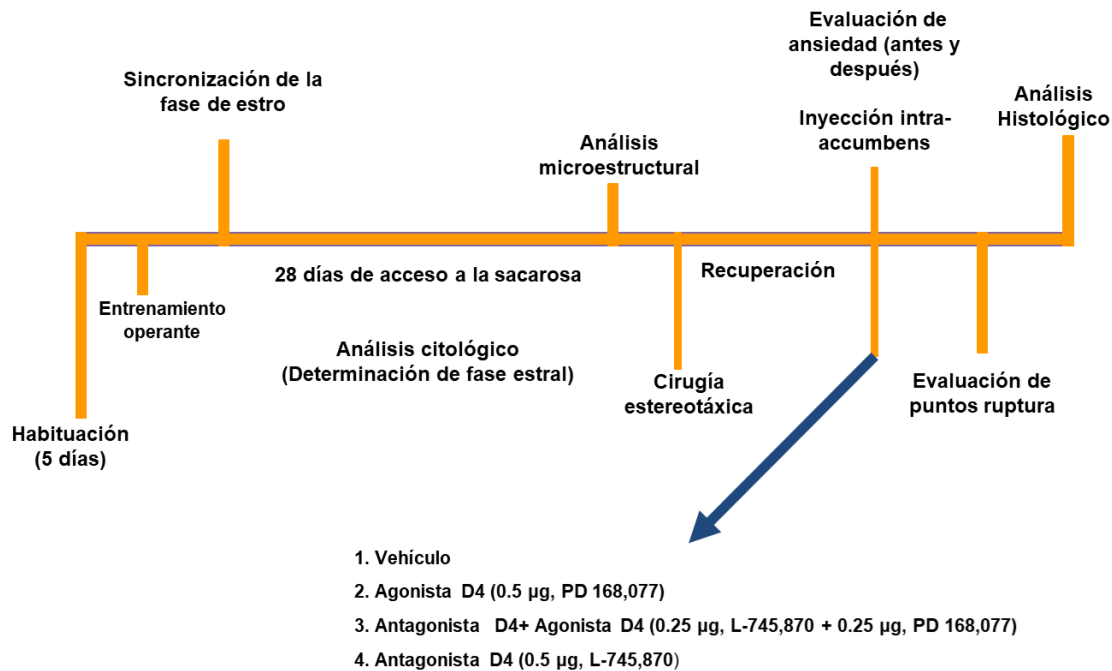 Evaluación de
ansiedad (antes y
después)
Sincronización de la
fase de estro
Análisis
Histológico
Inyección intra-
accumbens
Análisis
microestructural
28 días de acceso a la sacarosa
Recuperación
Entrenamiento
operante
Análisis citológico
(Determinación de fase estral)
Cirugía
estereotáxica
Evaluación de
puntos ruptura
Habituación
(5 días)
1. Vehículo
2. Agonista D4 (0.5 µg, PD 168,077)
3. Antagonista D4+ Agonista D4 (0.25 µg, L-745,870 + 0.25 µg, PD 168,077)
4. Antagonista D4 (0.5 µg, L-745,870)